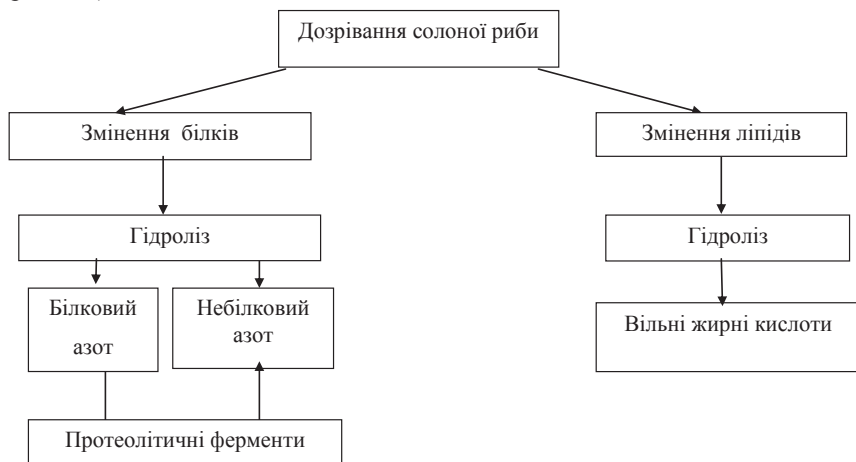 Дозрівання солоної риби
Змінення білків
Змінення ліпідів
Гідроліз
Гідроліз
Білковий
азот
Небілковий
азот
Вільні жирні кислоти
Протеолітичні ферменти